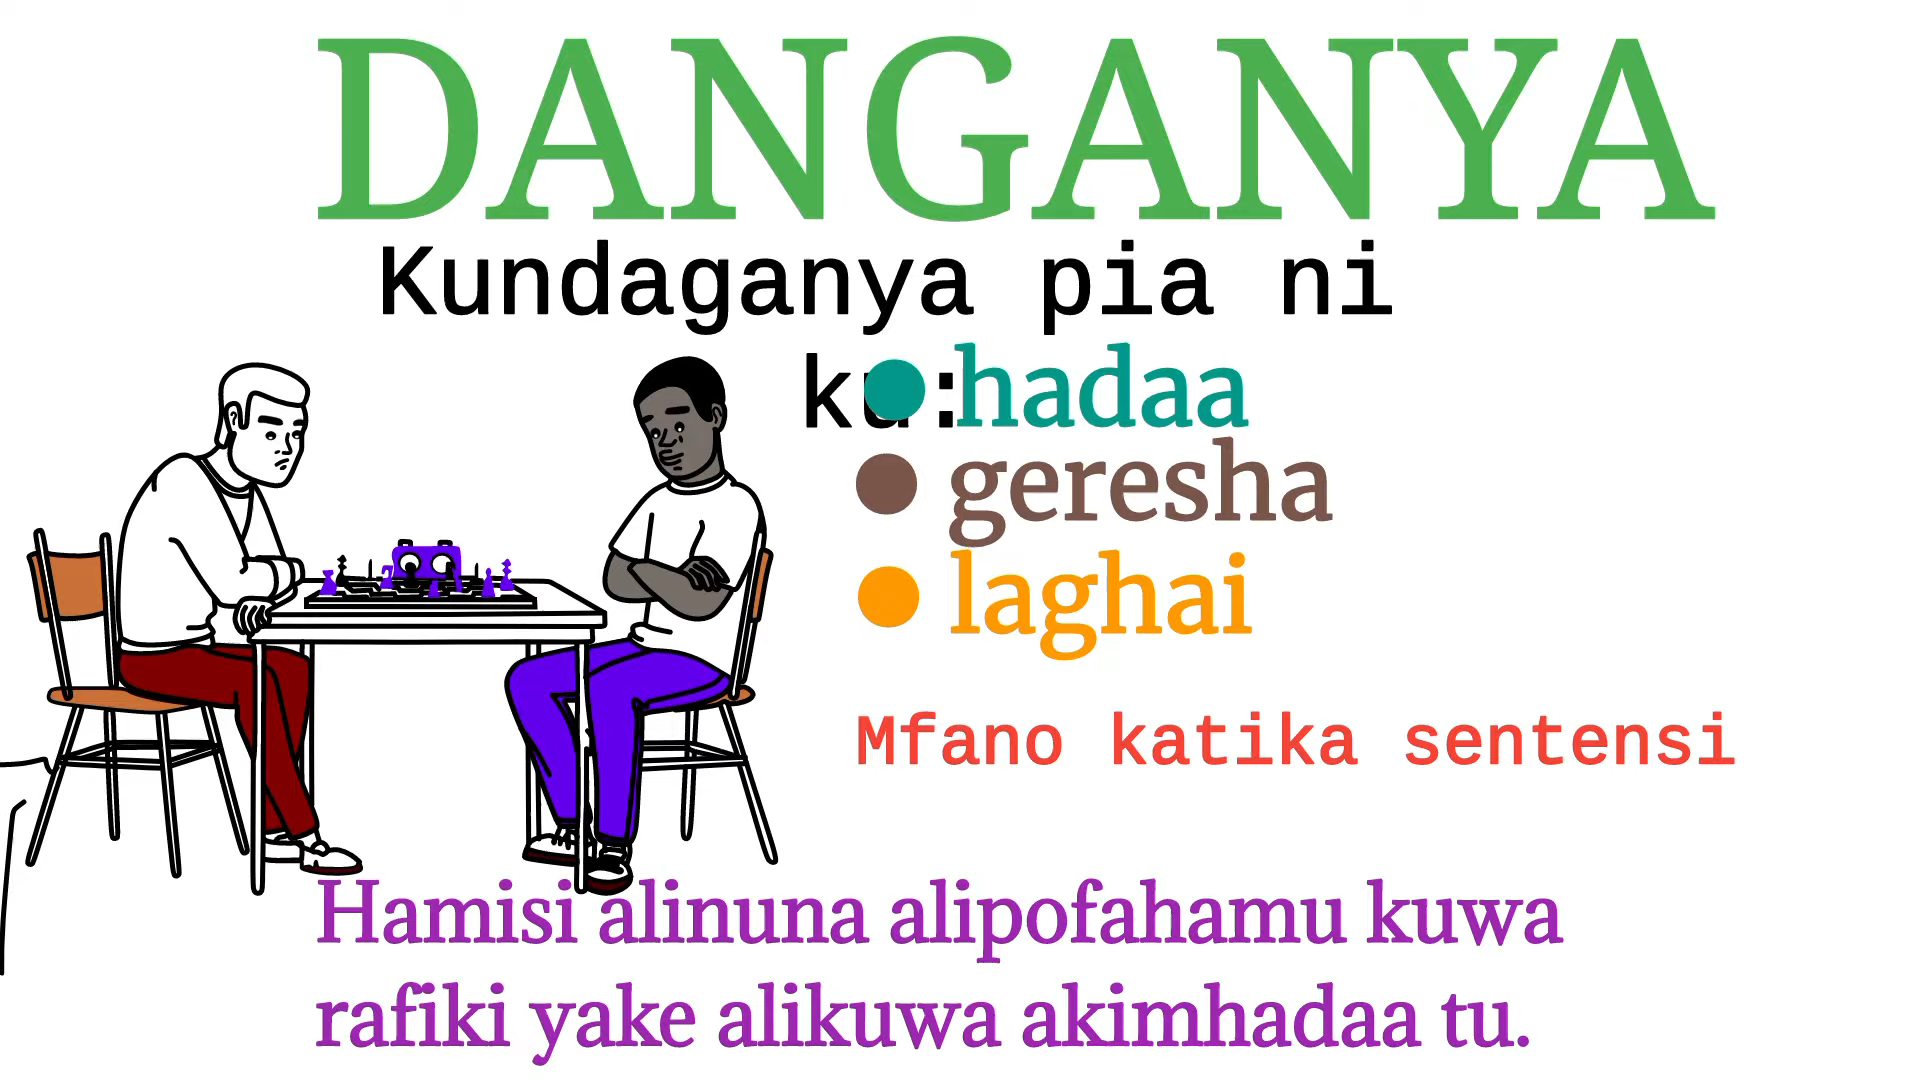 DANGANYA
Kundaganya pia ni
ku:
hadaa
geresha
laghai
Mfano katika sentensi
Hamisi alinuna alipofahamu kuwa
rafiki yake alikuwa akimhadaa tu.